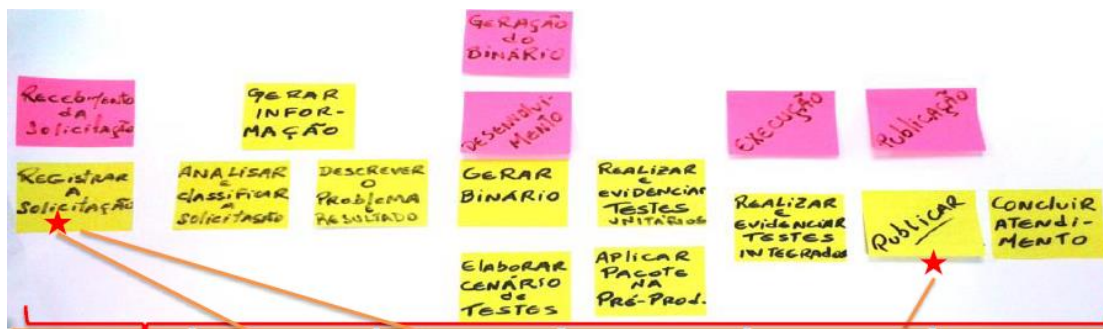 GERAÇÃO
do
BINÁRIO
RECEBIMENTO
DA
SOLICITAÇÃO
GERAR
INFOR-
MAÇÃO
DESENVOLVI-
MENTO
EXECUÇÃO
PUBLICAÇÃO
REGISTRAR
A
SOLICITAÇÃO
ANALISAR
e
CLASSIFICAR
A
SOLICITAÇÃO
DESCREVER
O
PROBLEMA
E
RESULTADO
GERAR
BINÁRIO
REALIZAR
e
EVIDENCIAR
TESTES
UNITÁRIOS
REALIZAR
e
EVIDENCIAR
TESTES
INTEGRADOS
PUBLICAR
CONCLUIR
ATENDI-
MENTO
ELABORAR
CENÁRIO
de
TESTES
APLICAR
PACOTE
NA
PRÉ-PROD.